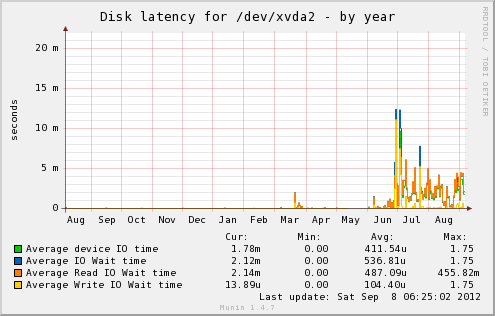 Disk latency for /dev/xvda2 - by year
RRDTOOL / TOBI OETIKER
seconds
20 m
15 m
10 m
5 m
0
Aug Sep Oct Nov Dec Jan Feb Mar Apr May Jun Jul Aug
Cur: Min: Avg: Max:
Average device IO time 1.78m 0.00 411.54u 1.75
Average IO Wait time 2.12m 0.00 536.81u 1.75
Average Read IO Wait time 2.14m 0.00 487.09u 455.82m
Average Write IO Wait time 13.89u 0.00 104.40u 1.75
Last update: Sat Sep 8 06:25:02 2012
Munin 1.4.7